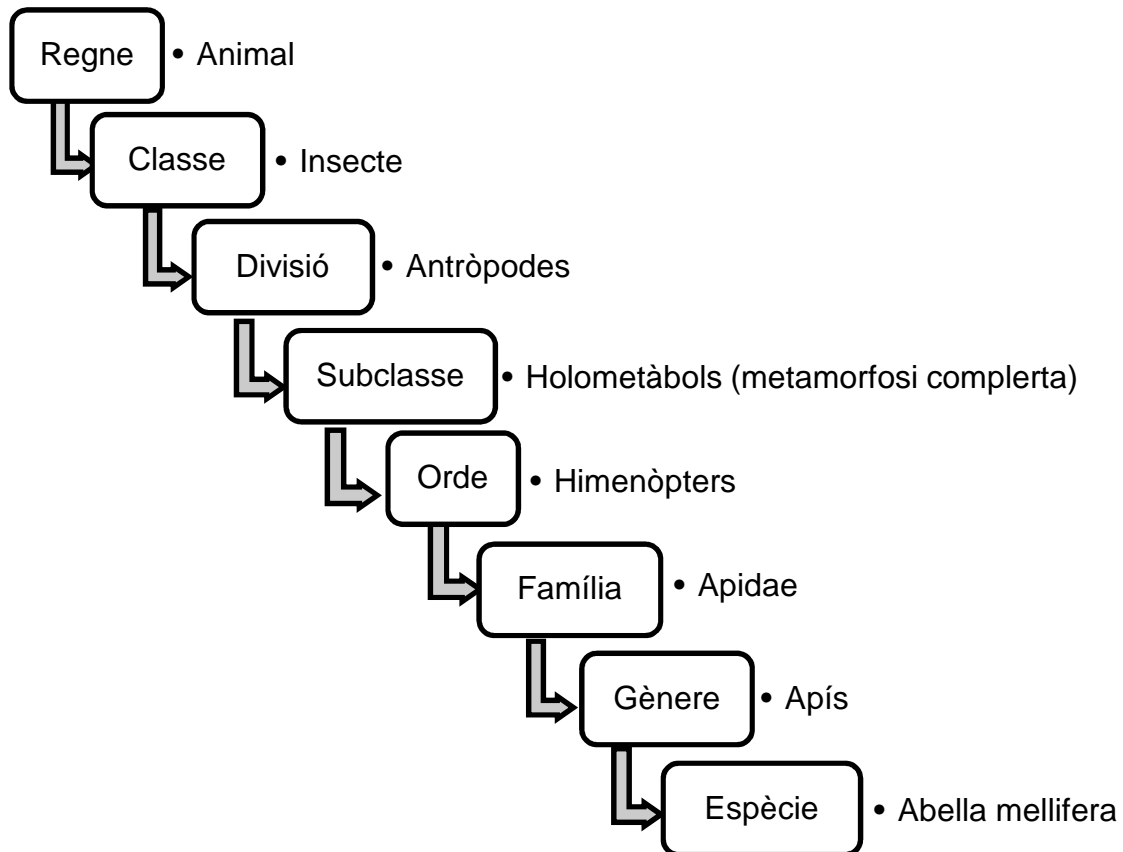 Regne • Animal
Classe • Insecte
Divisió • Antròpodes
Subclasse • Holometàbols (metamorfosi complerta)
Orde • Himenòpters
Família • Apidae
Gènere • Apís
Espècie • Abella mellifera